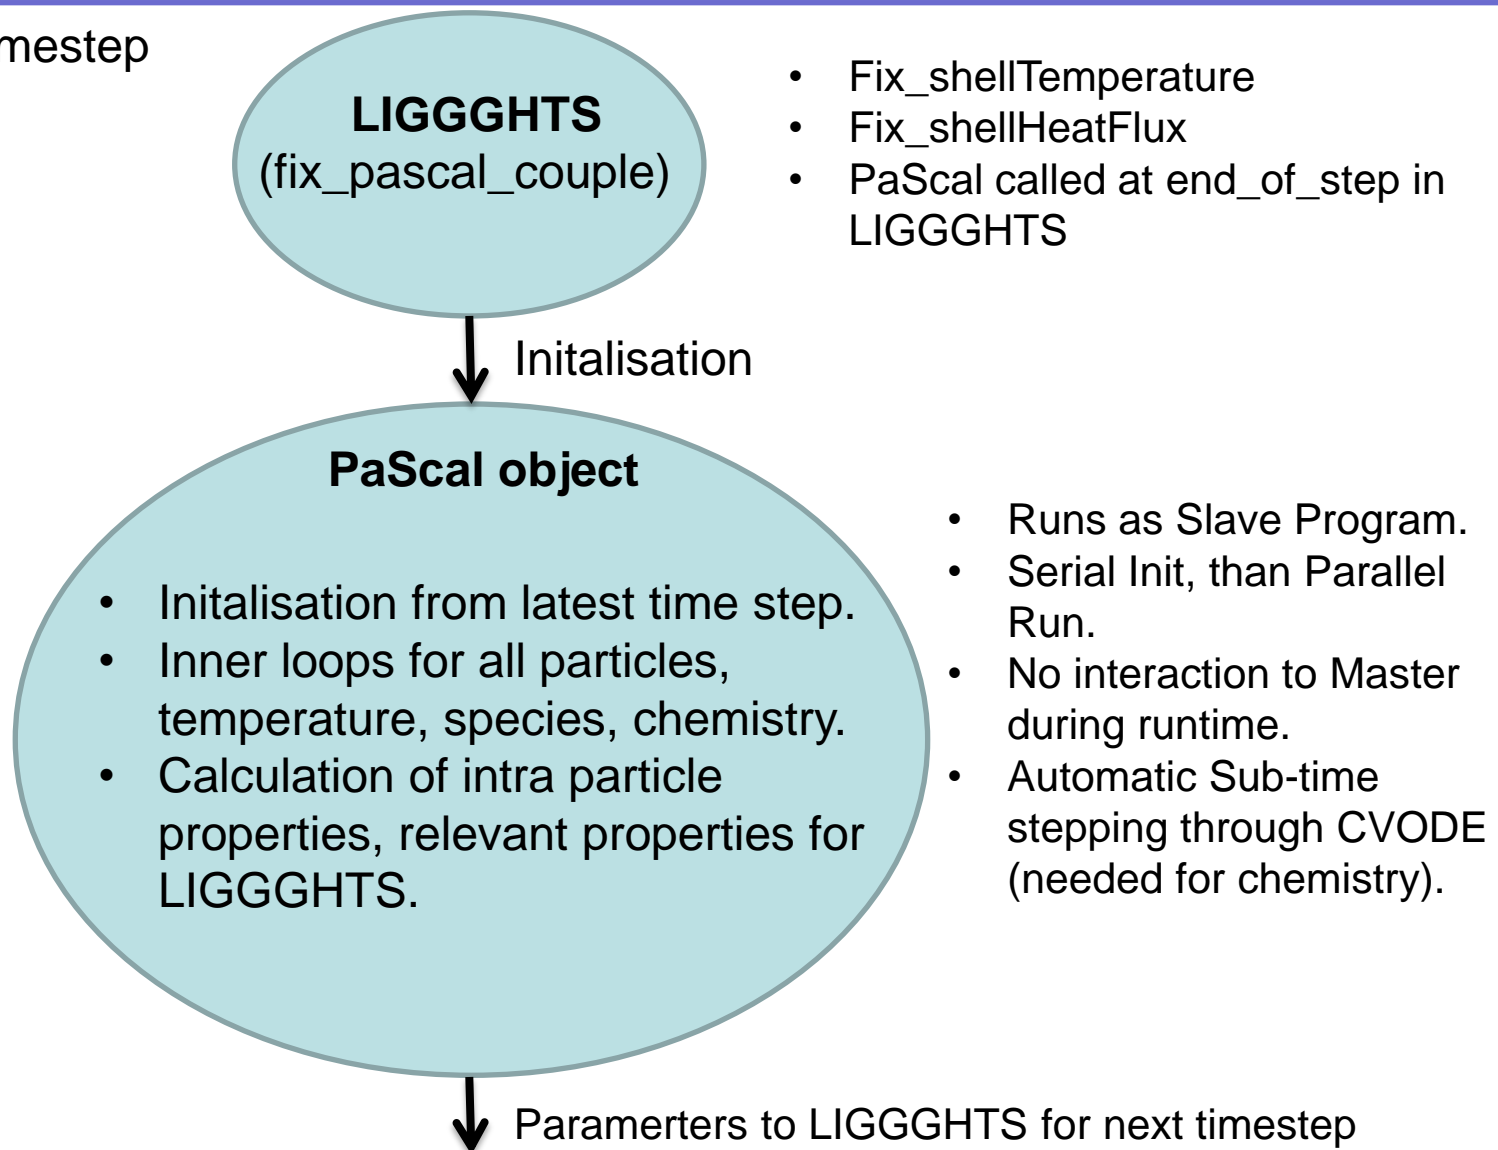 mestep
LIGGGHTS
(fix_pascal_couple)
• Fix_shellTemperature
• Fix_shellHeatFlux
• PaScal called at end_of_step in
LIGGGHTS
Initalisation
PaScal object
• Initalisation from latest time step.
• Inner loops for all particles,
temperature, species, chemistry.
• Calculation of intra particle
properties, relevant properties for
LIGGGHTS.
• Runs as Slave Program.
• Serial Init, than Parallel
Run.
• No interaction to Master
during runtime.
• Automatic Sub-time
stepping through CVODE
(needed for chemistry).
Paramerters to LIGGGHTS for next timestep